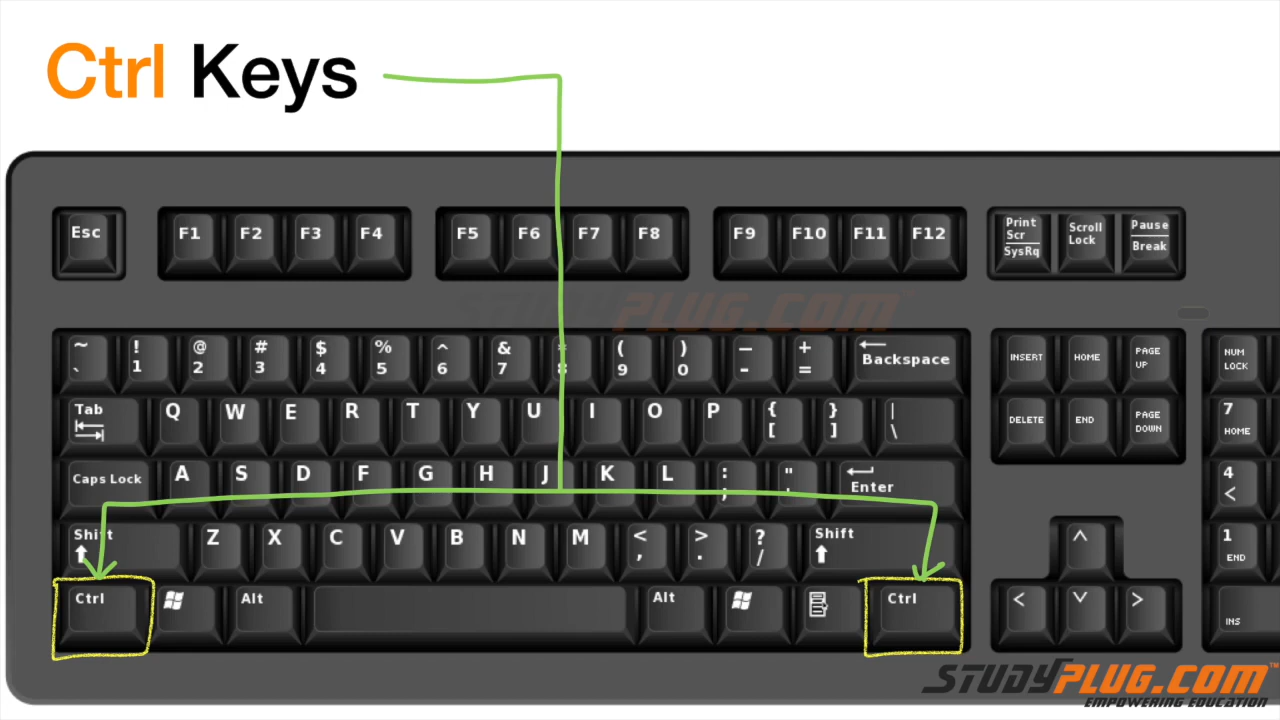 Ctrl Keys
Esc F1 F2 F3 F4 F5 F6 F7 F8 F9 F10 F11 F12 Print Scr SysRq Scroll Lock Pause Break
STUDYPLUG.COM™
~ ` ! 1 @ 2 # 3 $ 4 % 5 ^ 6 & 7 * 8 ( 9 ) 0 _ - + = Backspace INSERT HOME PAGE UP NUM LOCK
Tab Q W E R T Y U I O P { [ } ] | \ DELETE END PAGE DOWN 7 HOME
Caps Lock A S D F G H J K L : ; " ' Enter 4 <
Shift Z X C V B N M < , > . ? / Shift ^ 1 END
Ctrl Alt Alt Ctrl < v > INS
STUDYPLUG.COM™
EMPOWERING EDUCATION